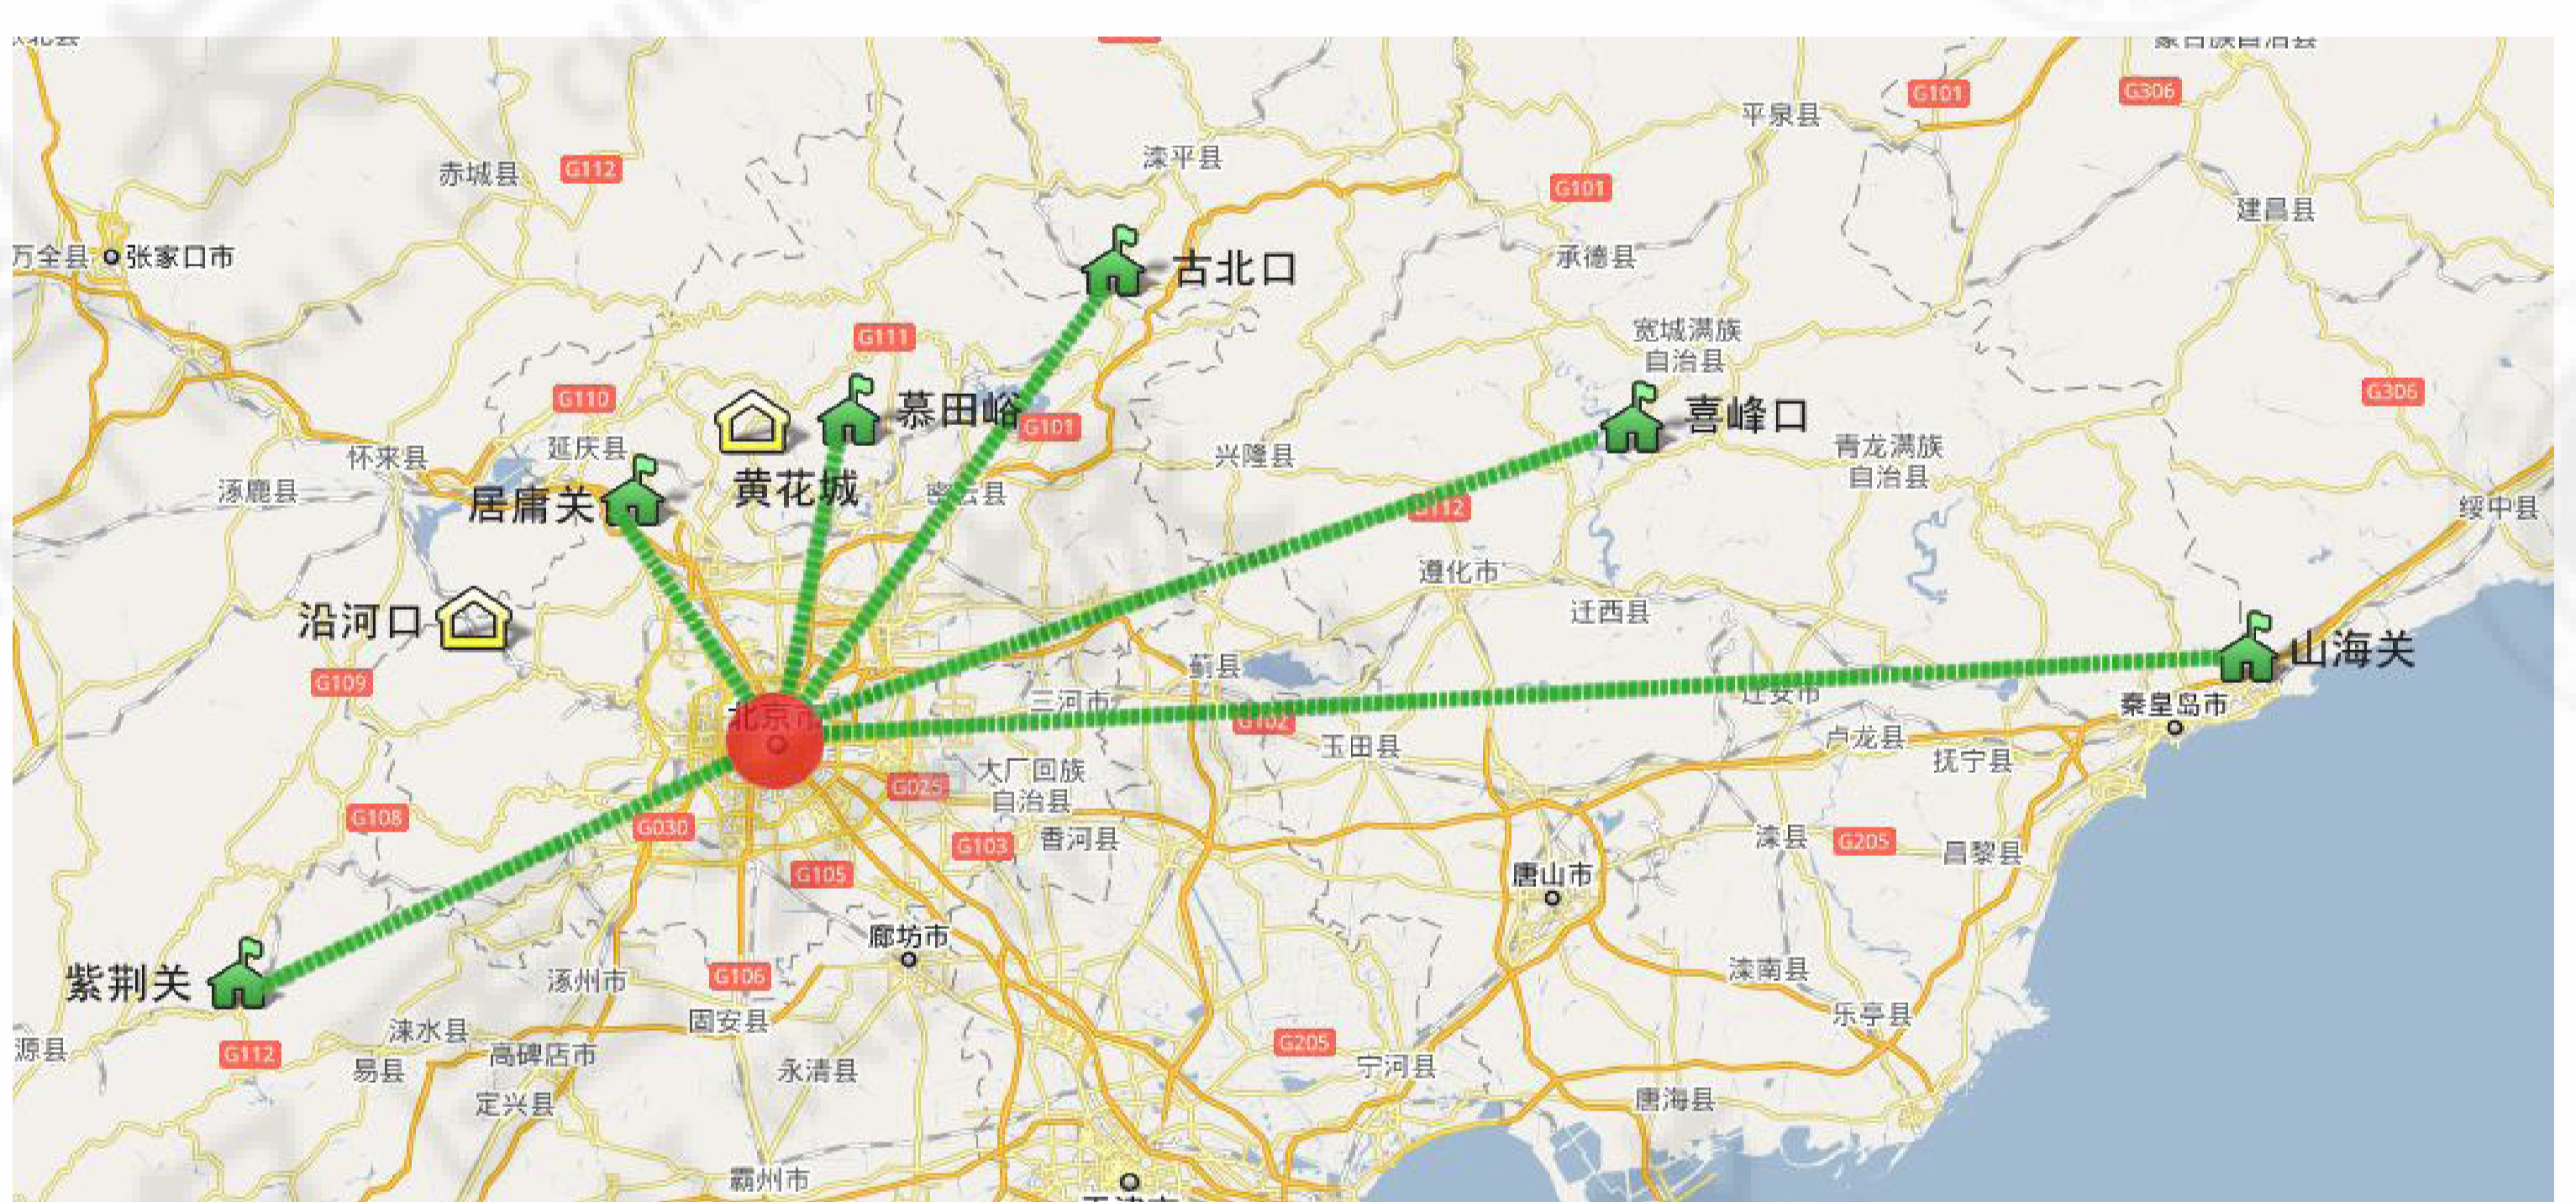 G101
G306
平泉县
滦平县
赤城县
G112
G101
建昌县
万全县
张家口市
古北口
承德县
G111
宽城满族
自治县
G110
慕田峪
G101
喜峰口
G306
延庆县
怀来县
兴隆县
青龙满族
自治县
涿鹿县
居庸关
黄花城
密云县
G112
绥中县
遵化市
迁西县
沿河口
山海关
蓟县
G109
三河市
迁安市
秦皇岛市
北京市
G102
玉田县
卢龙县
抚宁县
大厂回族
自治县
G025
G108
G030
G103
香河县
滦县
G205
昌黎县
G105
唐山市
廊坊市
紫荆关
涿州市
G106
滦南县
固安县
乐亭县
涞水县
源县
G112
高碑店市
G205
易县
永清县
宁河县
定兴县
唐海县
霸州市